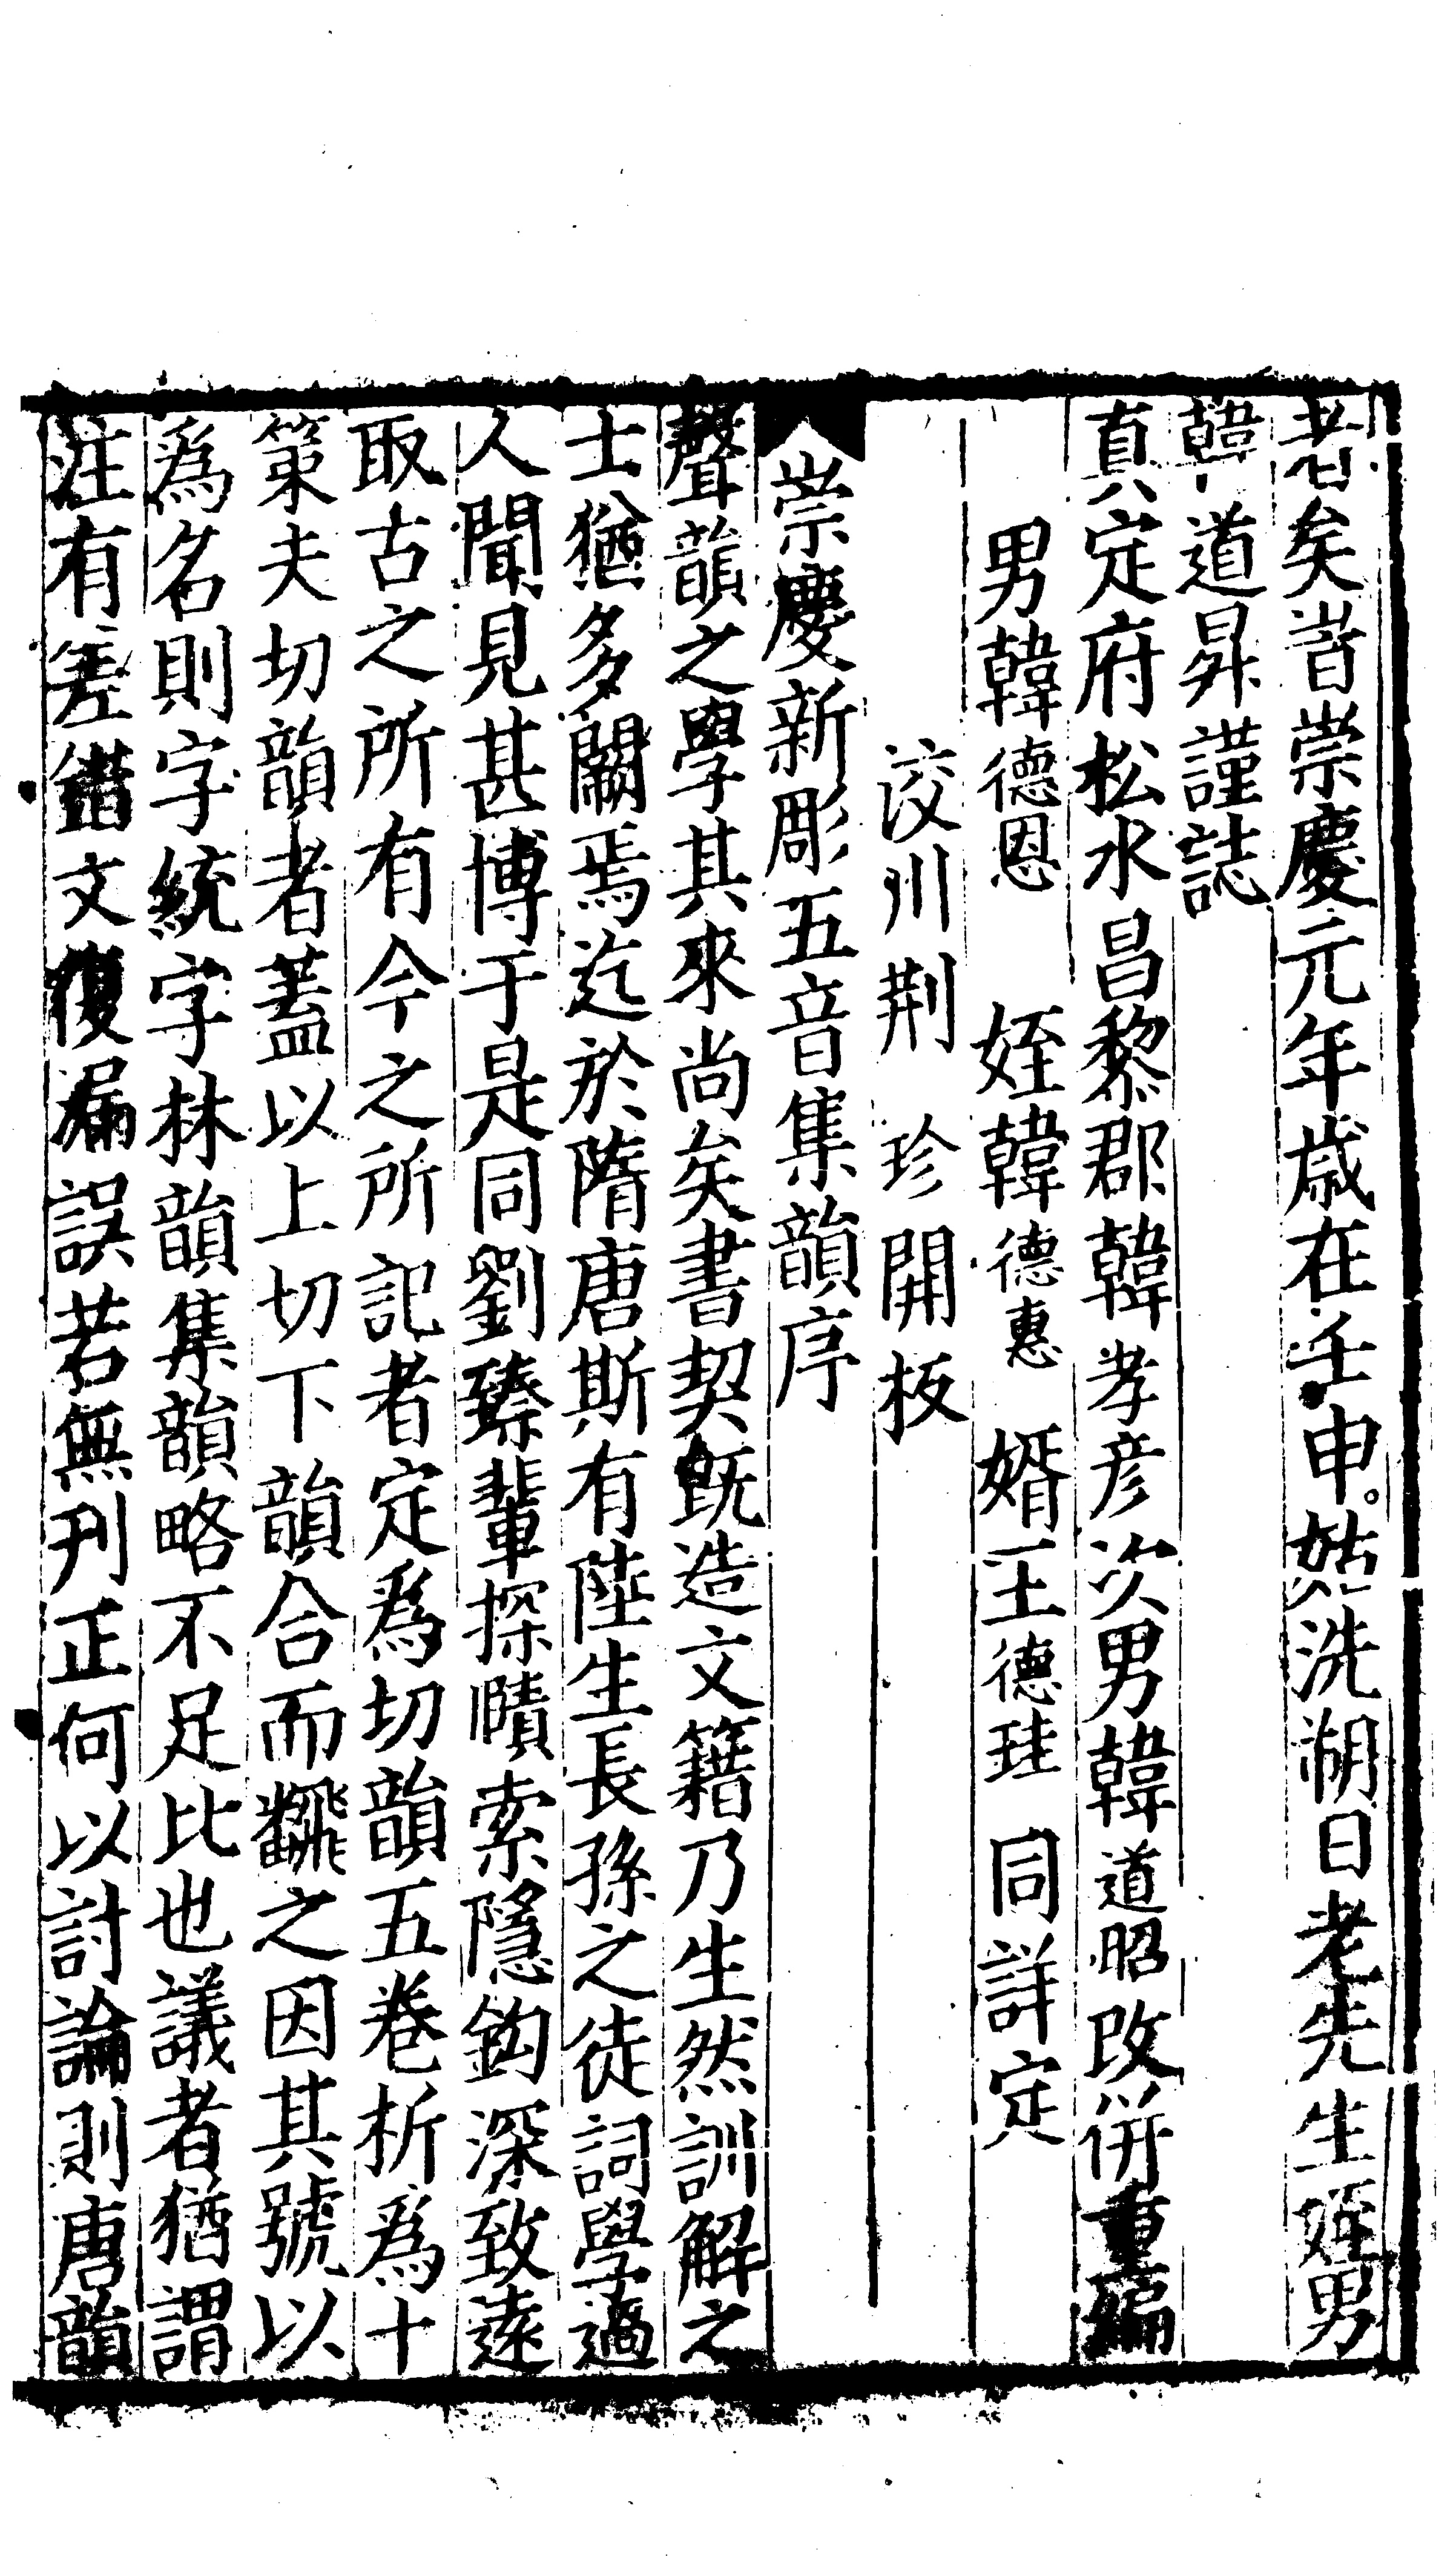 者矣旹崇慶元年歲在壬申姑洗朔日老先生姪男
韓道昇謹誌
真定府松水昌黎郡韓孝彦次男韓道昭改併重編
男韓德恩　姪韓德惠　婿王德珪　同詳定
洨川荆　珍　開板
崇慶新彫五音集韻序
聲韻之學其來尚矣書契旣造文籍乃生然訓解之
士猶多闕焉迄於隋唐斯有陸生長孫之徒詞學過
人聞見甚博于是同劉臻輩探賾索隱鈎深致遠
取古之所有今之所記者定爲切韻五卷析爲十
策夫切韻者蓋以上切下韻合而翻之因其號以
爲名則字統字林韻集韻略不足比也議者猶謂
注有差錯文復漏誤若無刋正何以討論則唐韻